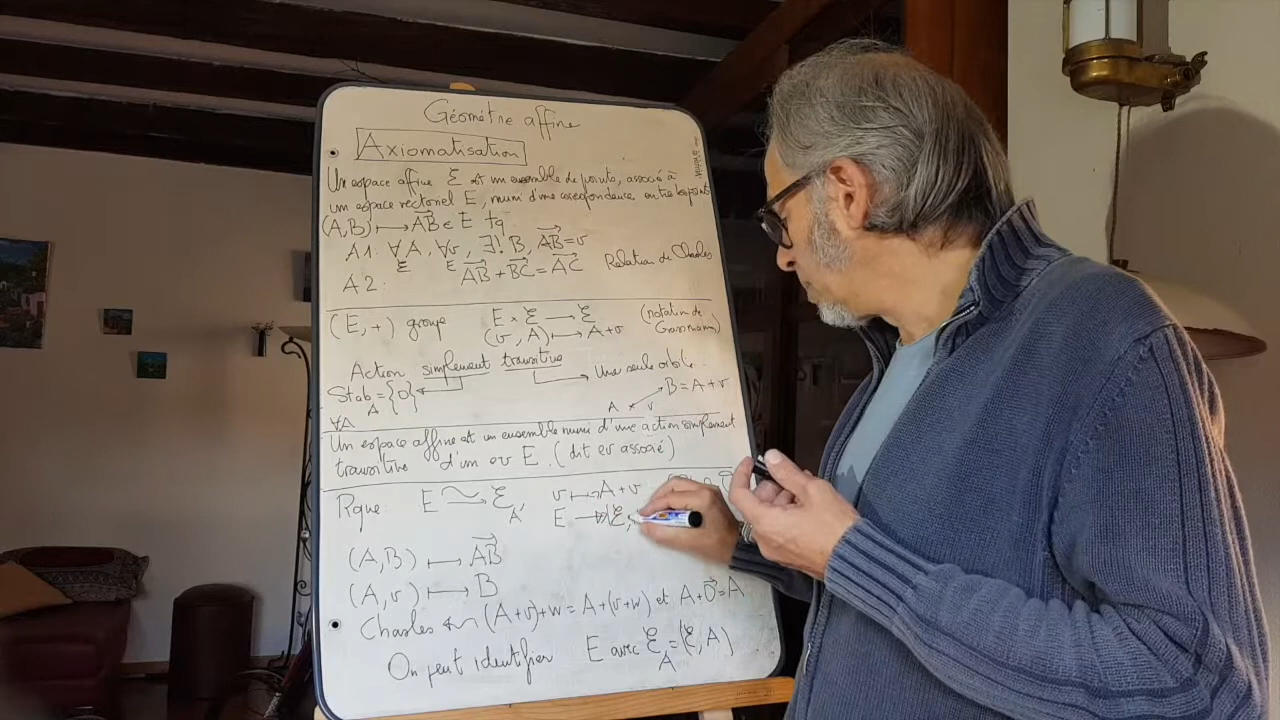 Géométrie affine
Axiomatisation
Un espace affine ℰ est un ensemble de points, associé à
un espace vectoriel E, muni d'une correspondance entre les points
(A,B) ⟼ A͞B⃗ ∈ E tq
A1: ∀A, ∀v, ∃! B, AB⃗ = v
ℰ E
A2: AB⃗ + BC⃗ = AC⃗ Relation de Chasles
(E,+) groupe E × ℰ ⟶ ℰ (notation de
(v, A) ⟼ A+v Grassmann)
Action simplement transitive
Stab = {0} Une seule orbite
A
∀A
A v B = A + v
Un espace affine est un ensemble muni d'une action simplement
transitive d'un ev E. (dit ev associé)
Rque: E ⥲ ℰ_A, v ⟼ A+v
E ⟶ (ℰ,
(A,B) ⟼ AB⃗
(A,v) ⟼ B
Chasles ⇜ (A+v)+w = A+(v+w) et A+0⃗ = A
On peut identifier E avec ℰ_A = (ℰ, A)